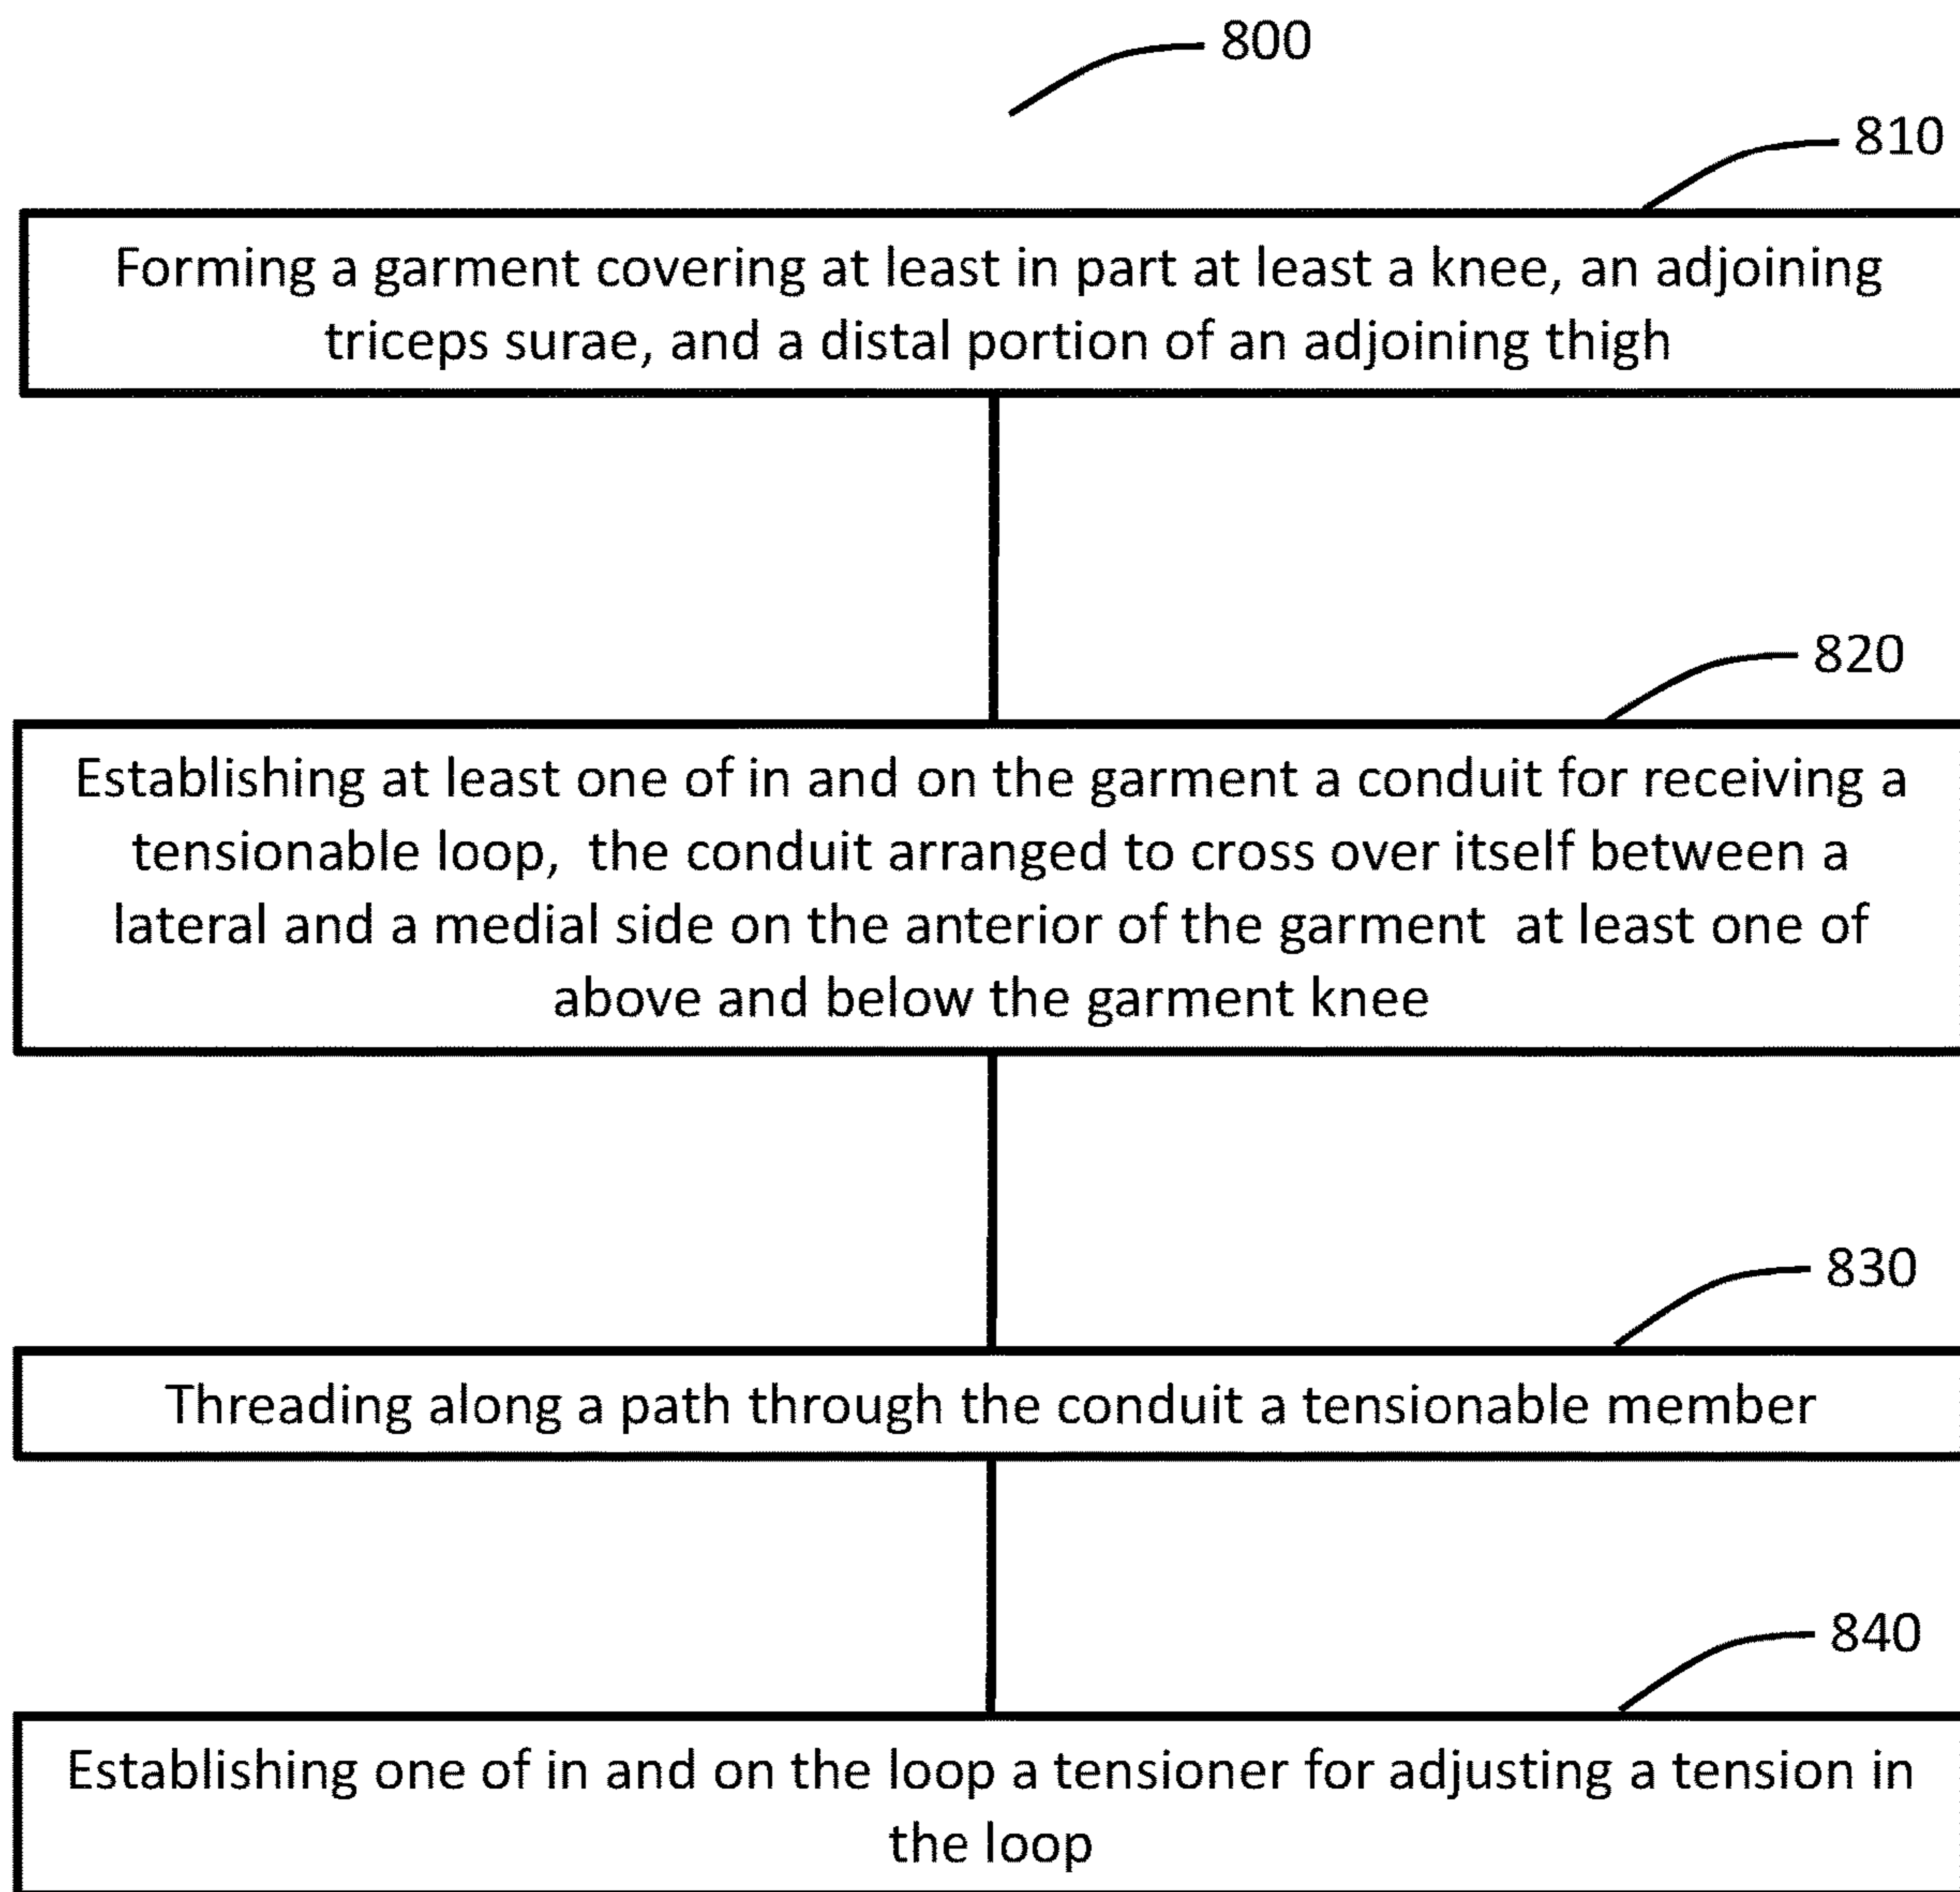 800
810
Forming a garment covering at least in part at least a knee, an adjoining
triceps surae, and a distal portion of an adjoining thigh
820
Establishing at least one of in and on the garment a conduit for receiving a
tensionable loop,  the conduit arranged to cross over itself between a
lateral and a medial side on the anterior of the garment  at least one of
above and below the garment knee
830
Threading along a path through the conduit a tensionable member
840
Establishing one of in and on the loop a tensioner for adjusting a tension in
the loop